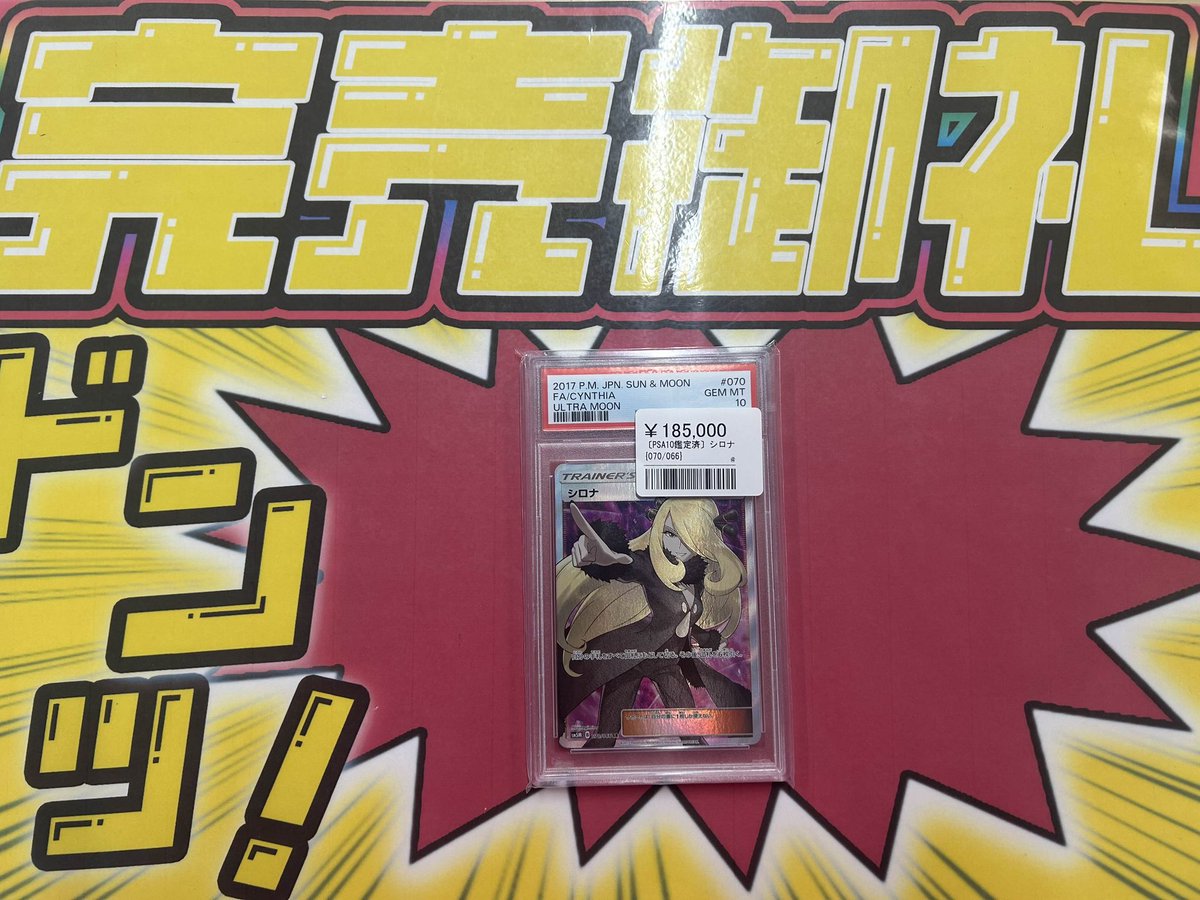 完売御礼
ドンッ!
2017 P.M. JPN. SUN & MOON #070
FA/CYNTHIA GEM MT
ULTRA MOON 10
¥185,000
〔PSA10鑑定済〕シロナ
{070/066}
TRAINER'S
シロナ